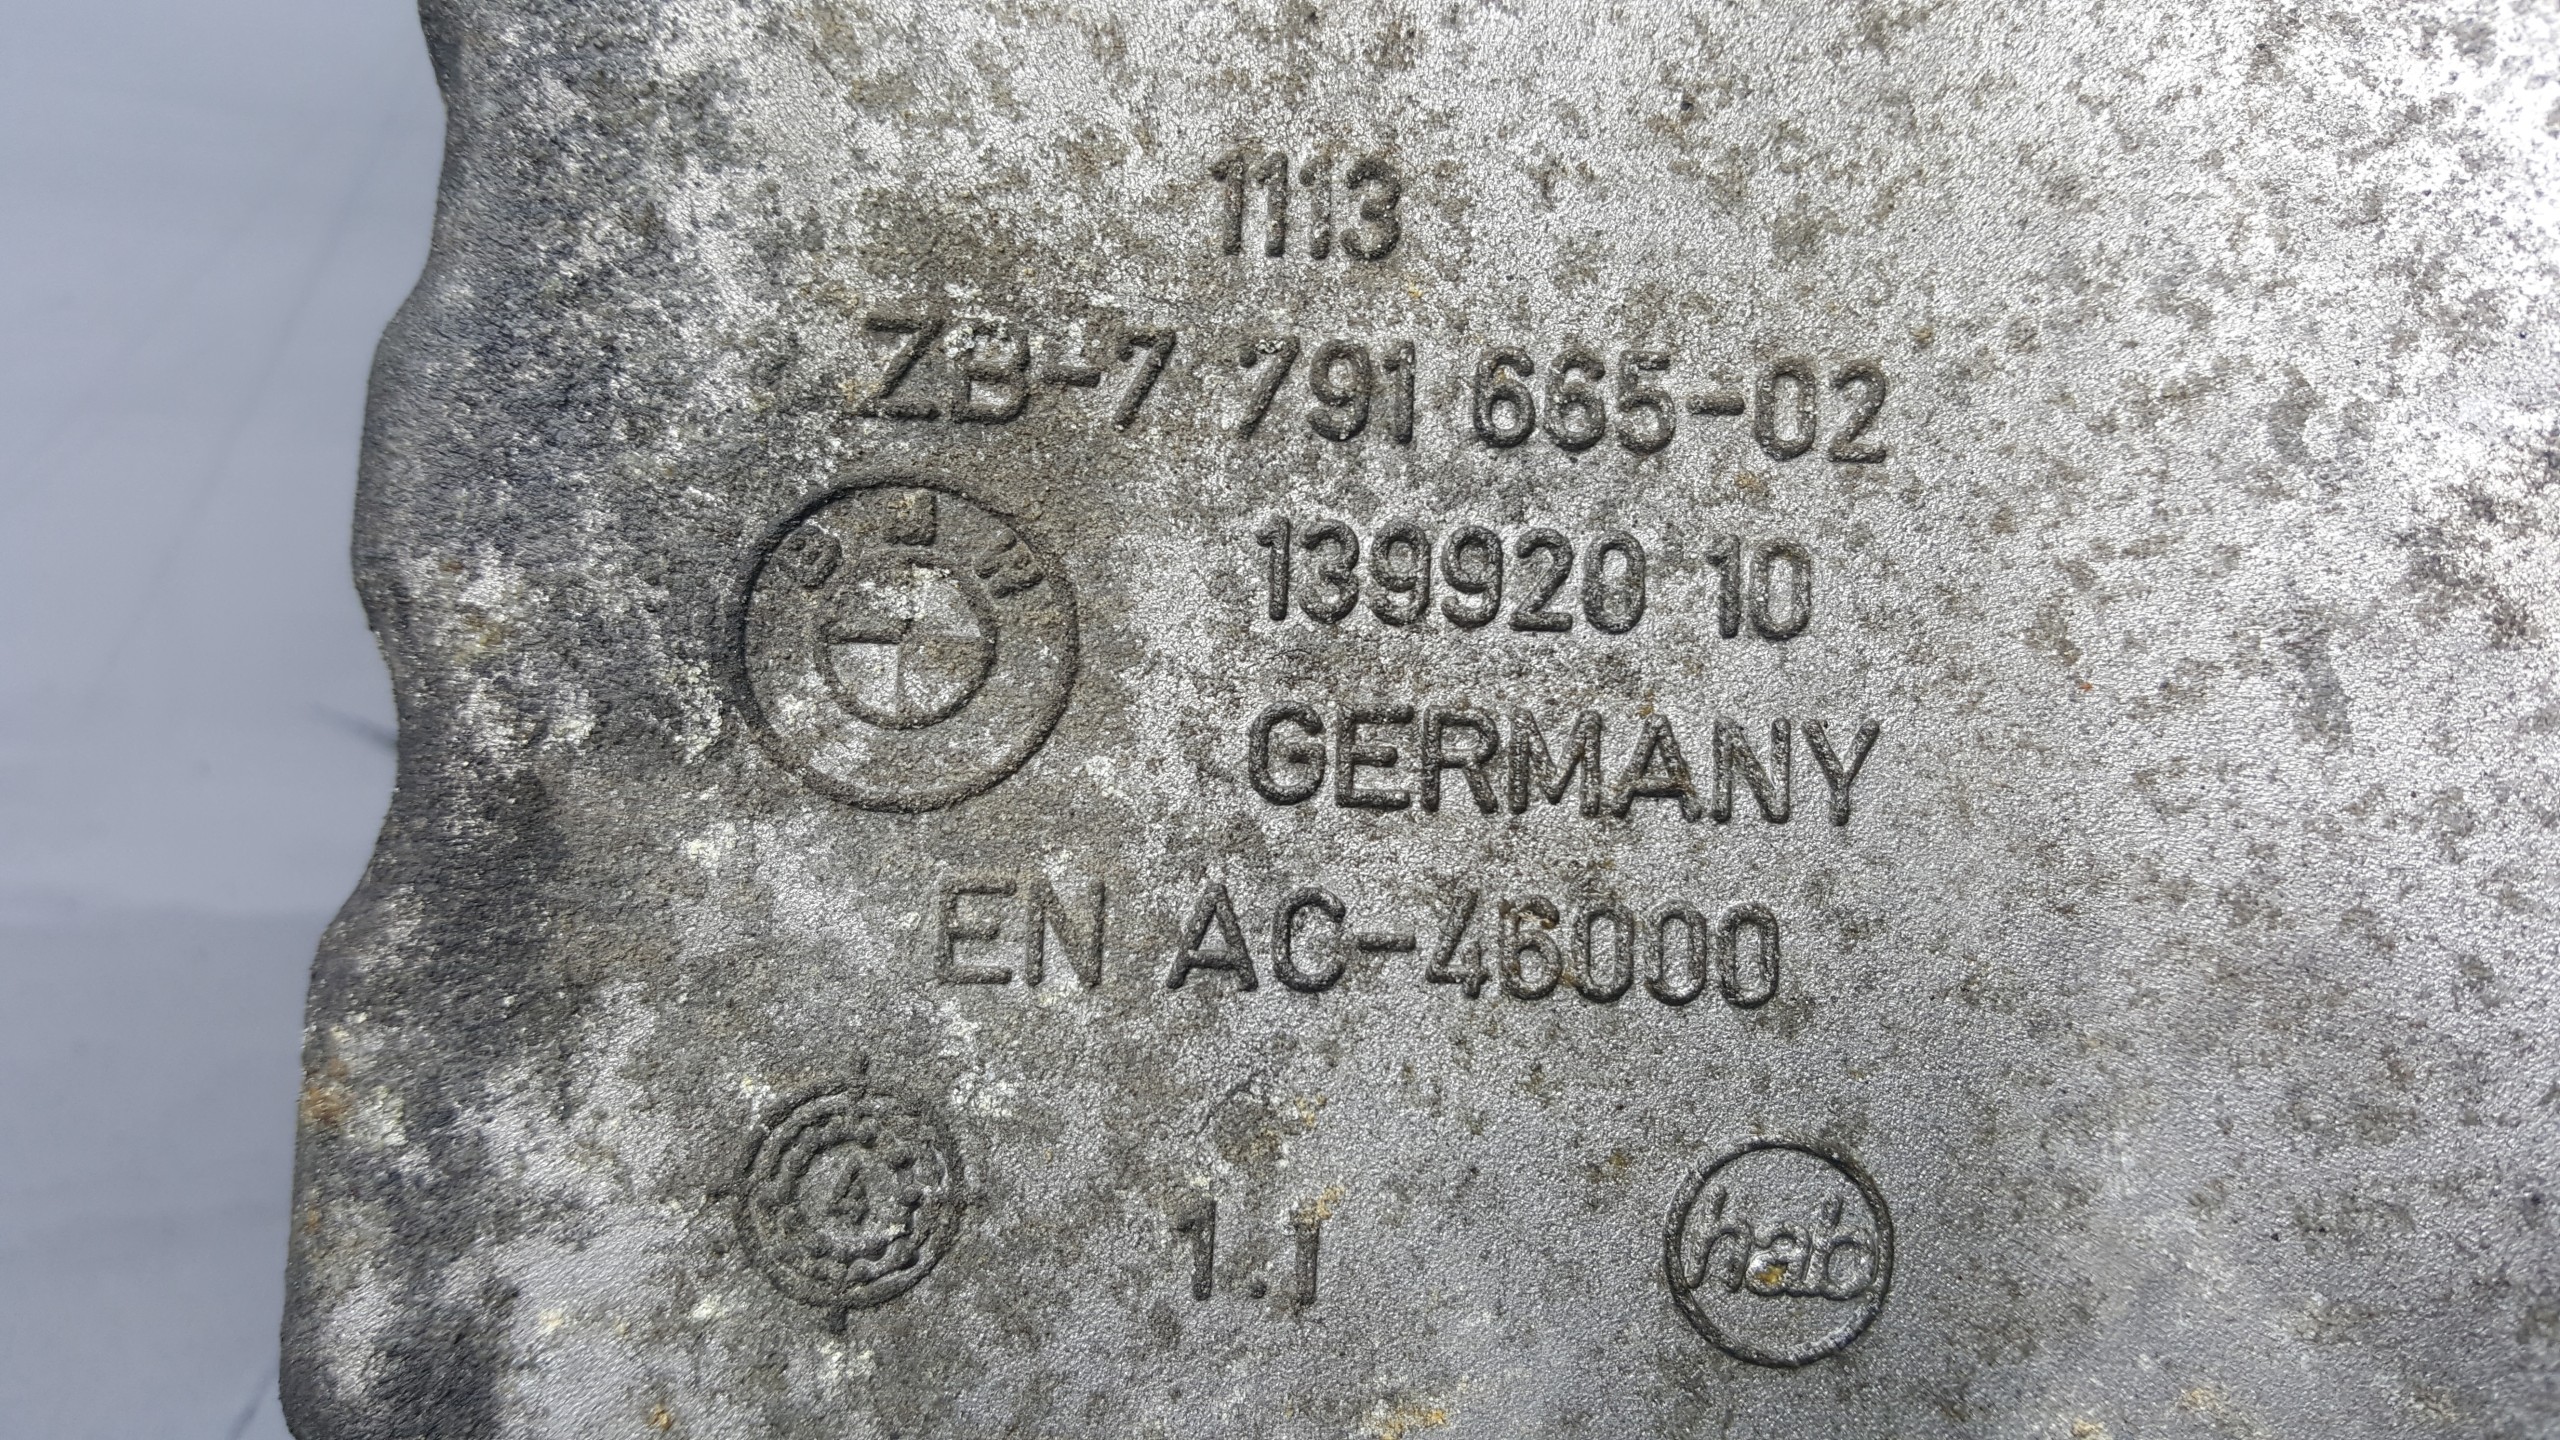 1113
ZB-7 791 665-02
BMW
139920 10
GERMANY
EN AC-46000
4
1.1
hab